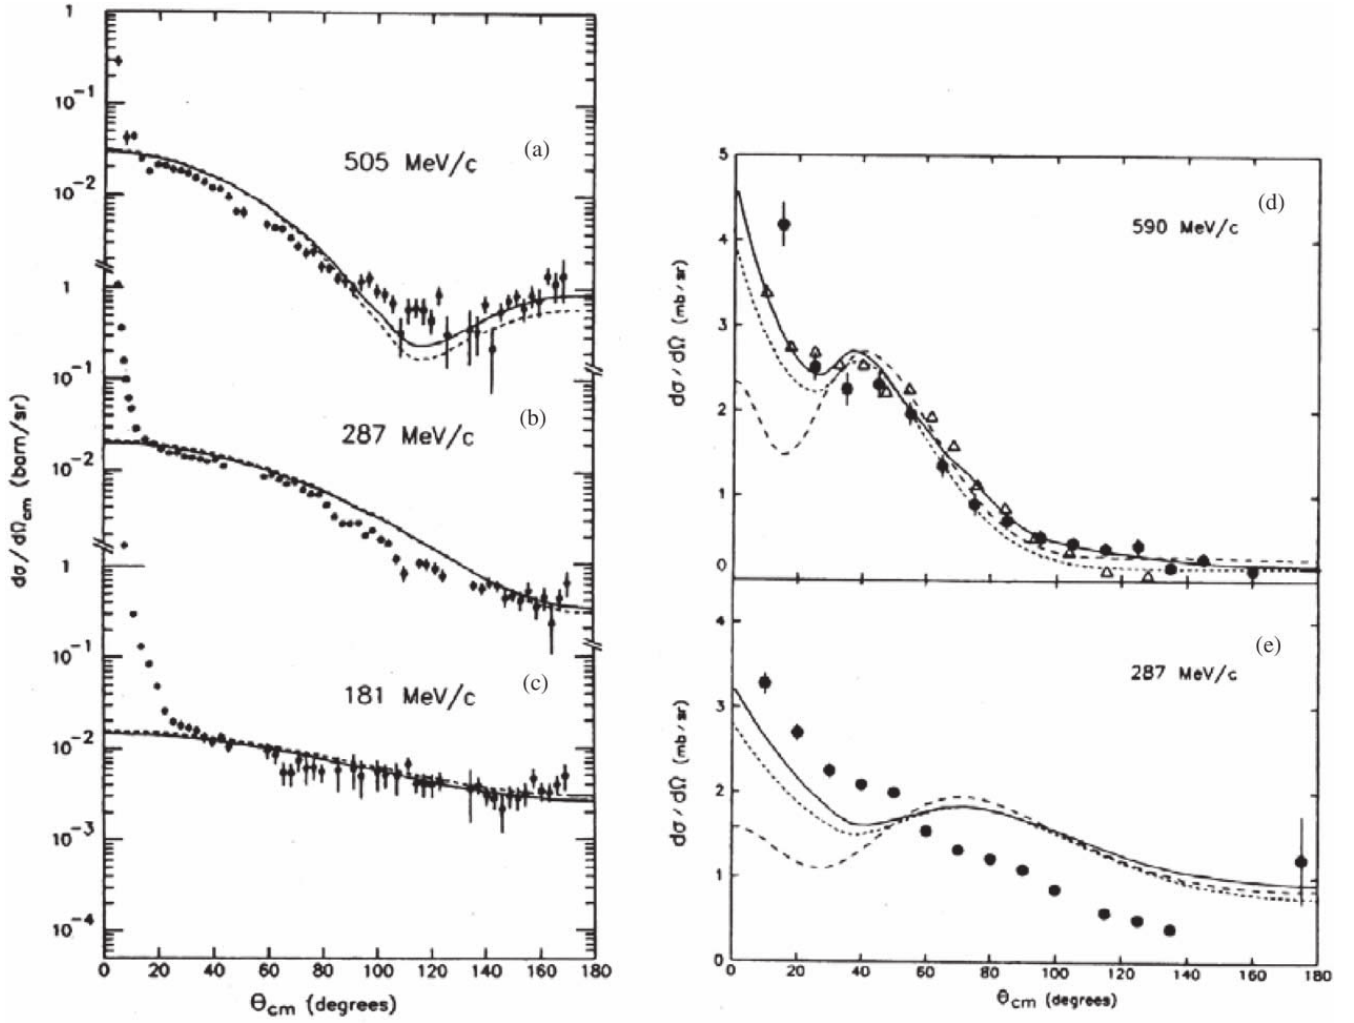 1
10⁻¹
(a)
505 MeV/c
10⁻²
1
10⁻¹
(b)
287 MeV/c
10⁻²
1
10⁻¹
(c)
181 MeV/c
10⁻²
10⁻³
10⁻⁴
0 20 40 60 80 100 120 140 160 180
Θcm (degrees)
dσ/dΩcm (barn/sr)
5
(d)
590 MeV/c
4
3
2
1
0
dσ/dΩ (mb/sr)
4
(e)
287 MeV/c
3
2
1
0
dσ/dΩ (mb/sr)
0 20 40 60 80 100 120 140 160 180
Θcm (degrees)